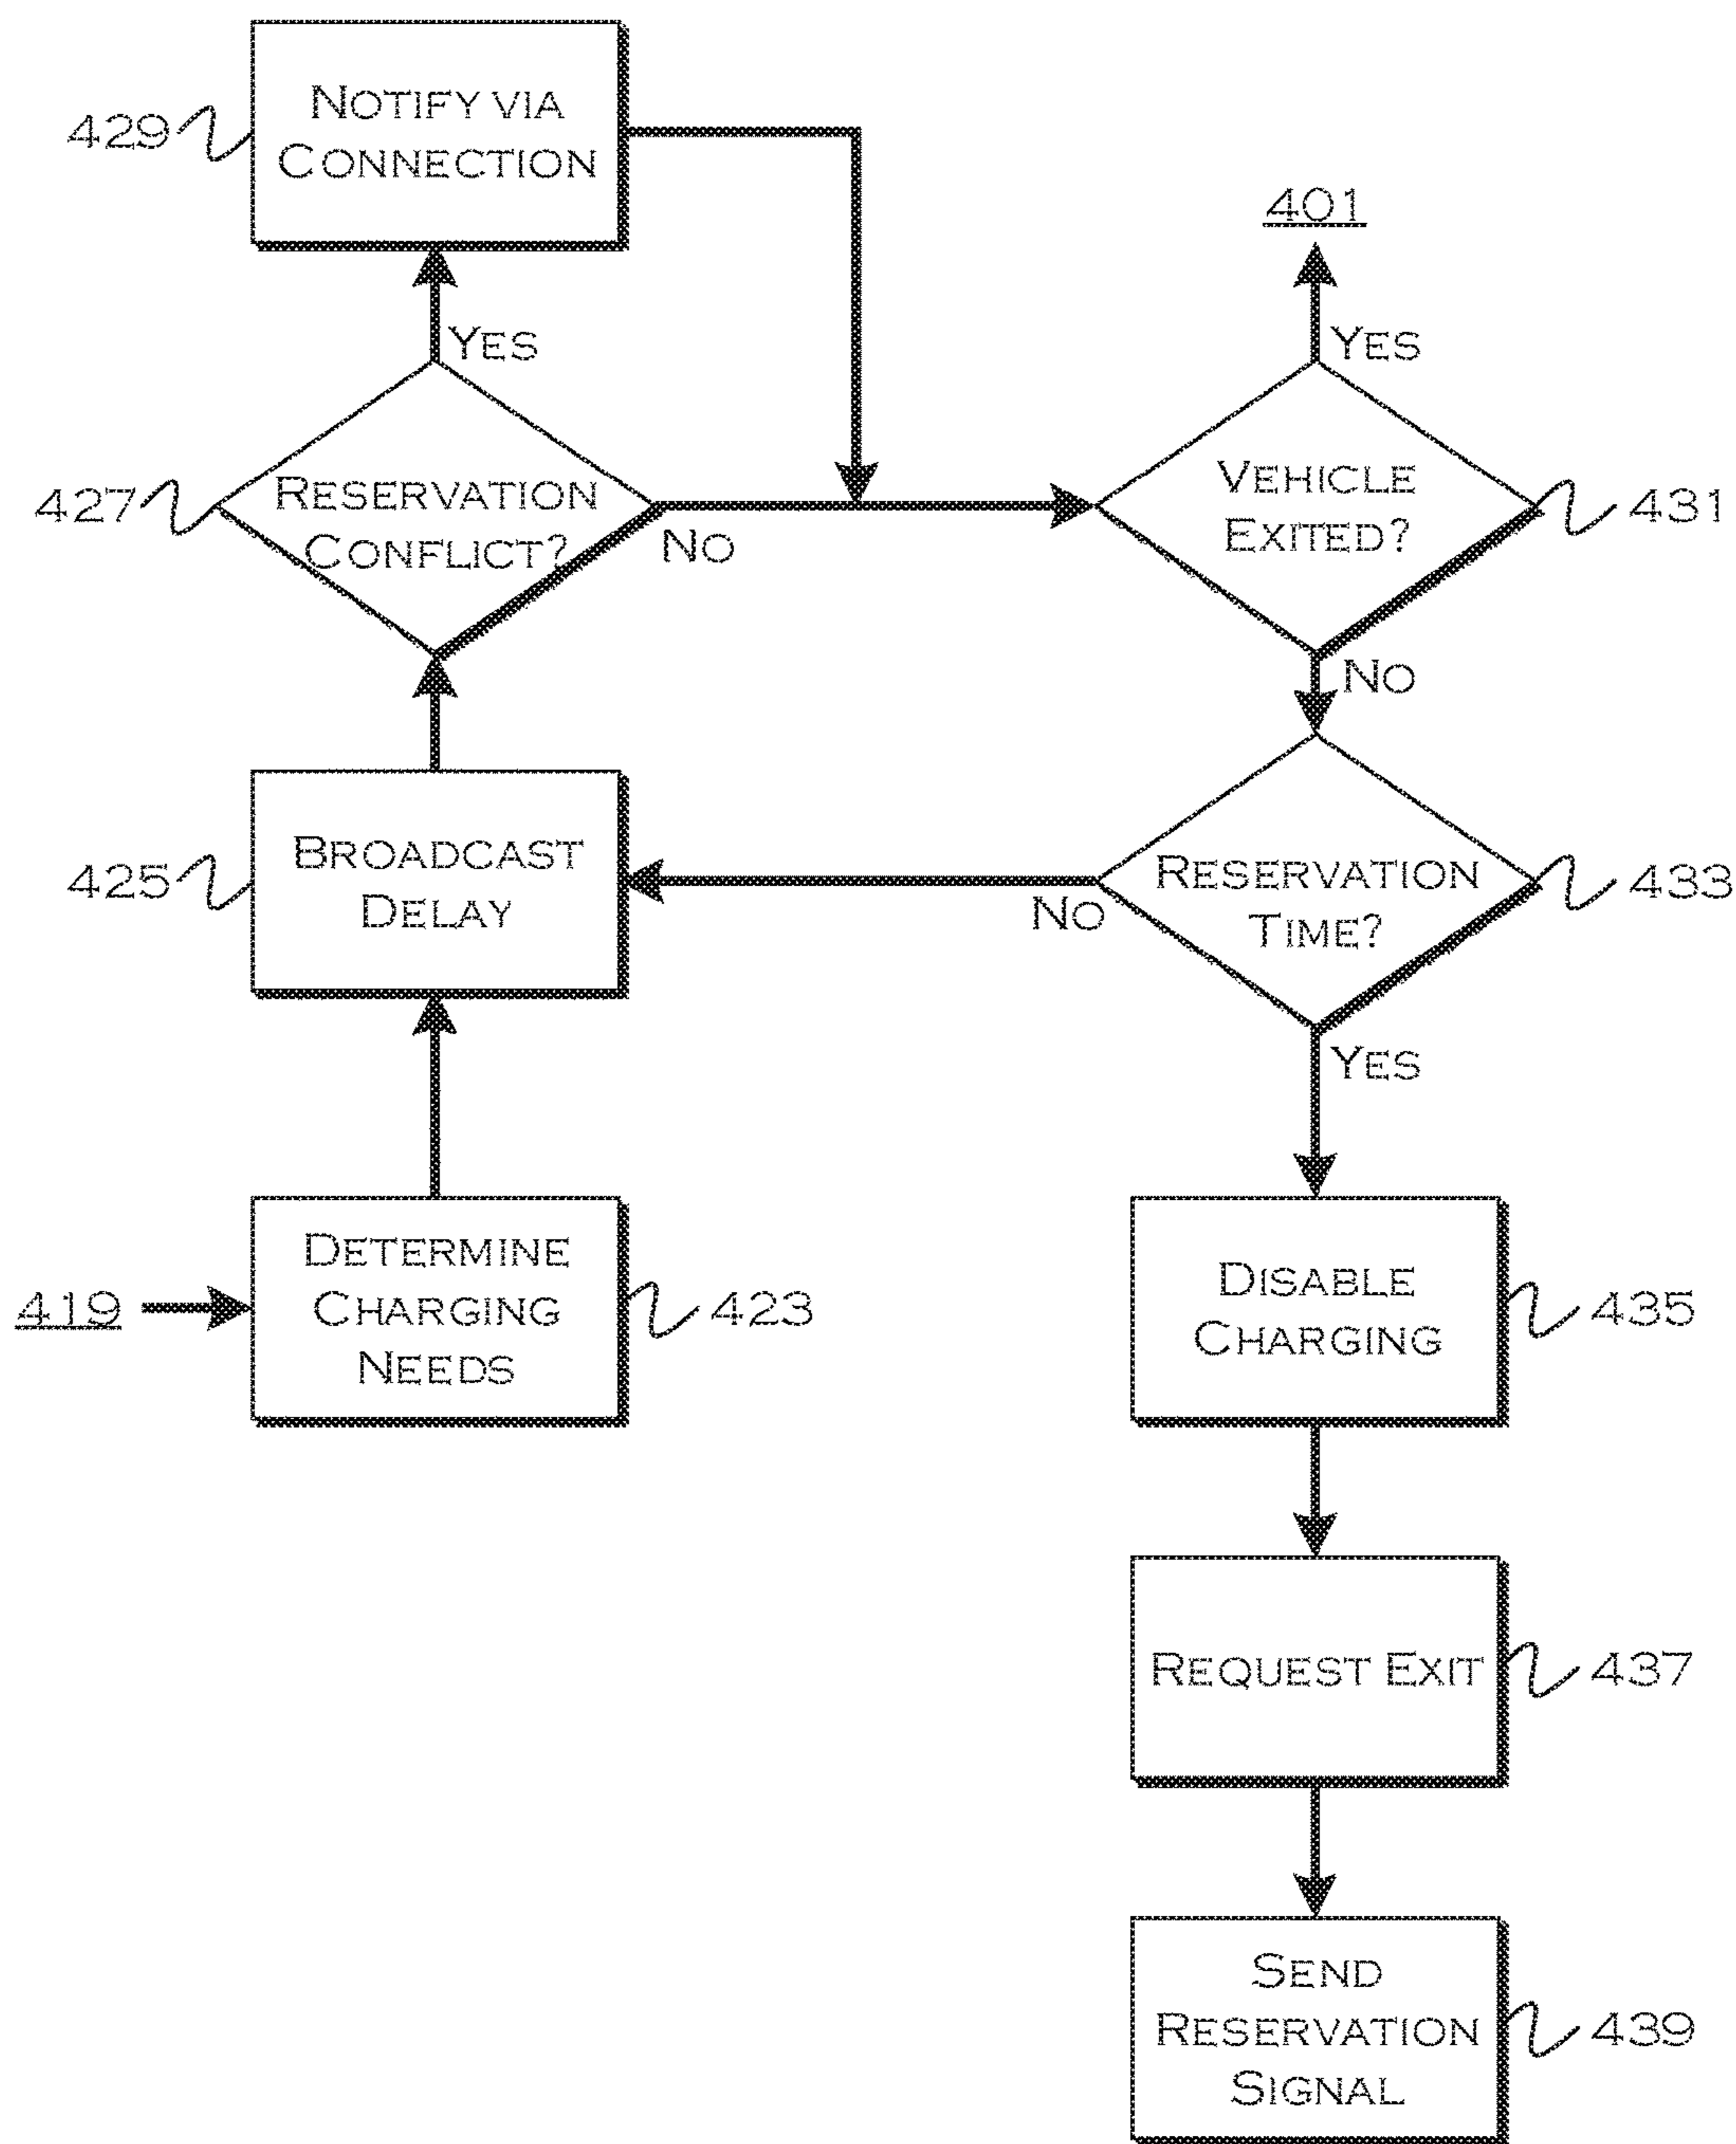 NOTIFY VIA
CONNECTION
429
401
YES
YES
RESERVATION
CONFLICT?
427
NO
VEHICLE
EXITED?
431
NO
BROADCAST
DELAY
425
RESERVATION
TIME?
433
NO
YES
DETERMINE
CHARGING
NEEDS
419
423
DISABLE
CHARGING
435
REQUEST EXIT
437
SEND
RESERVATION
SIGNAL
439